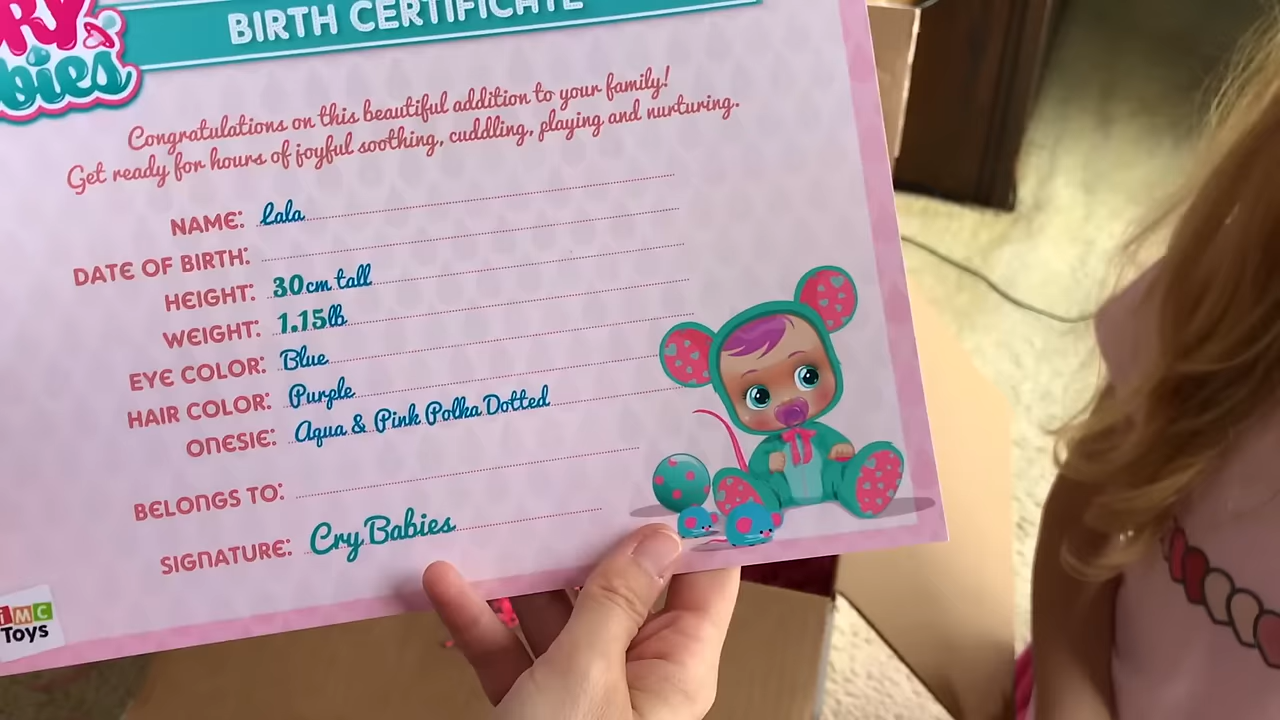 BIRTH CERTIFICATE
Congratulations on this beautiful addition to your family!
Get ready for hours of joyful soothing, cuddling, playing and nurturing.
NAME: Lala
DATE OF BIRTH:
HEIGHT: 30cm tall
WEIGHT: 1.15lb
EYE COLOR: Blue
HAIR COLOR: Purple
ONESIE: Aqua & Pink Polka Dotted
BELONGS TO:
SIGNATURE: Cry Babies
iMC
Toys